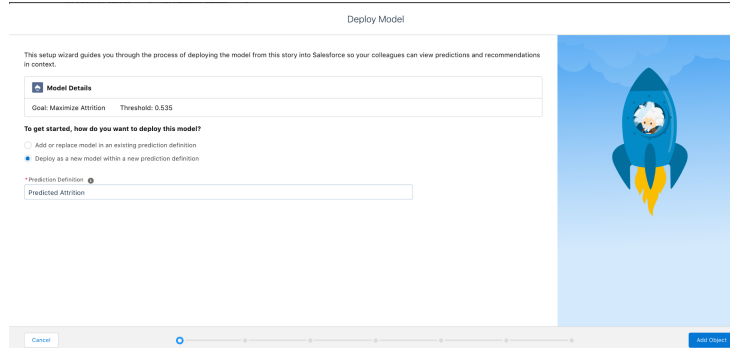 Deploy Model
This setup wizard guides you through the process of deploying the model from this story into Salesforce so your colleagues can view predictions and recommendations
in context.
Model Details
Goal: Maximize Attrition Threshold: 0.535
To get started, how do you want to deploy this model?
Add or replace model in an existing prediction definition
Deploy as a new model within a new prediction definition
* Prediction Definition
Predicted Attrition
Cancel
Add Object